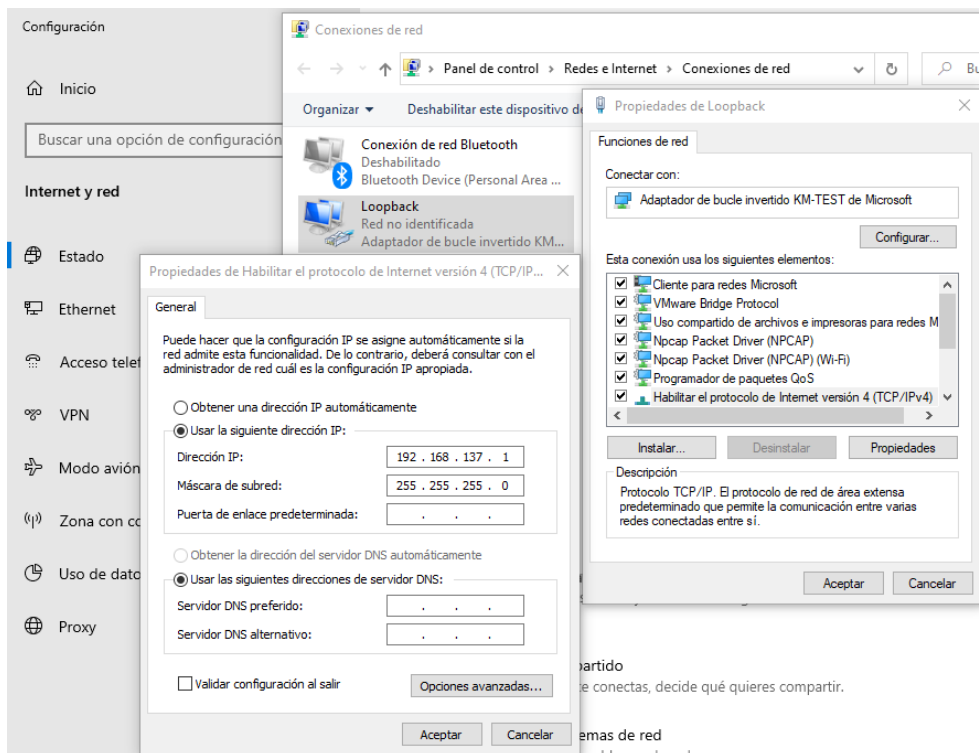 Configuración
Inicio
Buscar una opción de configuración
Internet y red
Estado
Ethernet
Acceso telef
VPN
Modo avión
Zona con co
Uso de dato
Proxy
Conexiones de red
Panel de control > Redes e Internet > Conexiones de red
Bu
Organizar
Deshabilitar este dispositivo de
Conexión de red Bluetooth
Deshabilitado
Bluetooth Device (Personal Area ...
Loopback
Red no identificada
Adaptador de bucle invertido KM...
Propiedades de Habilitar el protocolo de Internet versión 4 (TCP/IP...
General
Puede hacer que la configuración IP se asigne automáticamente si la
red admite esta funcionalidad. De lo contrario, deberá consultar con el
administrador de red cuál es la configuración IP apropiada.
Obtener una dirección IP automáticamente
Usar la siguiente dirección IP:
Dirección IP: 192 . 168 . 137 . 1
Máscara de subred: 255 . 255 . 255 . 0
Puerta de enlace predeterminada: . . .
Obtener la dirección del servidor DNS automáticamente
Usar las siguientes direcciones de servidor DNS:
Servidor DNS preferido: . . .
Servidor DNS alternativo: . . .
Validar configuración al salir
Opciones avanzadas...
Aceptar
Cancelar
Propiedades de Loopback
Funciones de red
Conectar con:
Adaptador de bucle invertido KM-TEST de Microsoft
Configurar...
Esta conexión usa los siguientes elementos:
Cliente para redes Microsoft
VMware Bridge Protocol
Uso compartido de archivos e impresoras para redes M
Npcap Packet Driver (NPCAP)
Npcap Packet Driver (NPCAP) (Wi-Fi)
Programador de paquetes QoS
Habilitar el protocolo de Internet versión 4 (TCP/IPv4)
Instalar...
Desinstalar
Propiedades
Descripción
Protocolo TCP/IP. El protocolo de red de área extensa
predeterminado que permite la comunicación entre varias
redes conectadas entre sí.
Aceptar
Cancelar
partido
te conectas, decide qué quieres compartir.
emas de red